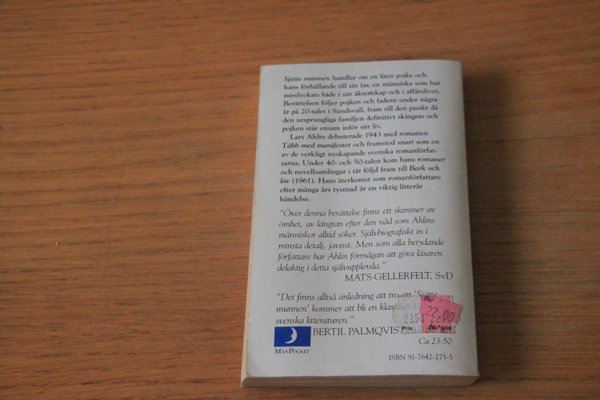 Sjätte munnen handlar om en liten pojke och
hans förhållande till sin far, en människa som har
misslyckats både i sitt äktenskap och i affärslivet.
Berättelsen följer pojken och fadern under några
år på 20-talet i Sundsvall, fram till den punkt då
den ursprungliga familjen definitivt skingras och
pojken står ensam inför sitt liv.
Lars Ahlin debuterade 1943 med romanen
Tåbb med manifestet och framstod snart som en
av de verkligt nyskapande svenska romanförfat-
tarna. Under 40- och 50-talen kom hans romaner
och novellsamlingar i tät följd fram till Bark och
löv (1961). Hans återkomst som romanförfattare
efter många års tystnad är en viktig litterär
händelse.
"Över denna berättelse finns ett skimmer av
ömhet, av längtan efter den nåd som Ahlins
människor alltid söker. Självbiografiskt in i
minsta detalj, javisst. Men som alla betydande
författare har Ahlin förmågan att göra läsaren
delaktig i detta självupplevda."
MATS GELLERFELT, SvD
"Det finns alltså anledning att tro att 'Sjätte
munnen' kommer att bli en klassiker i
svenska litteraturen."
BERTIL PALMQVIST
22:00
Pris
Ca 23:50
MånPocket
ISBN 91-7642-275-5